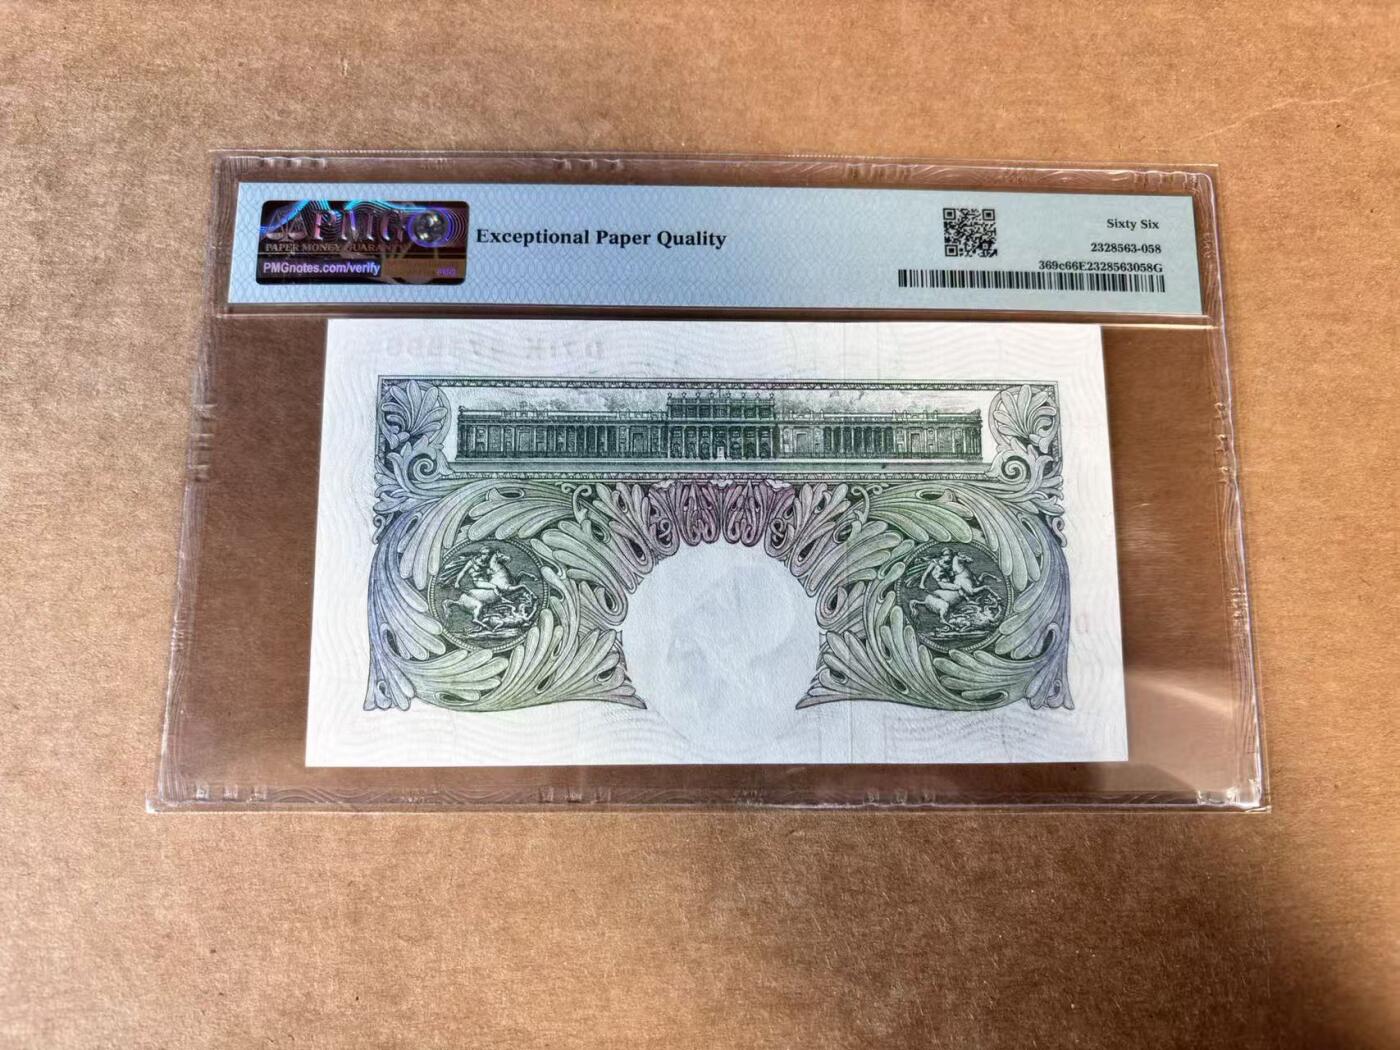 PMG
PAPER MONEY GUARANTY
PMGnotes.com/verify
Exceptional Paper Quality
Sixty Six
2328563-058
369c66E2328563058G